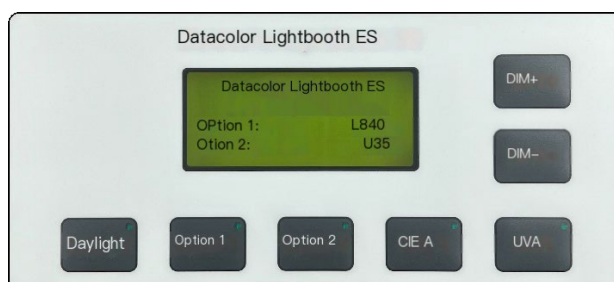 Datacolor Lightbooth ES
Datacolor Lightbooth ES
OPtion 1: L840
Otion 2: U35
DIM+
DIM–
Daylight
Option 1
Option 2
CIE A
UVA